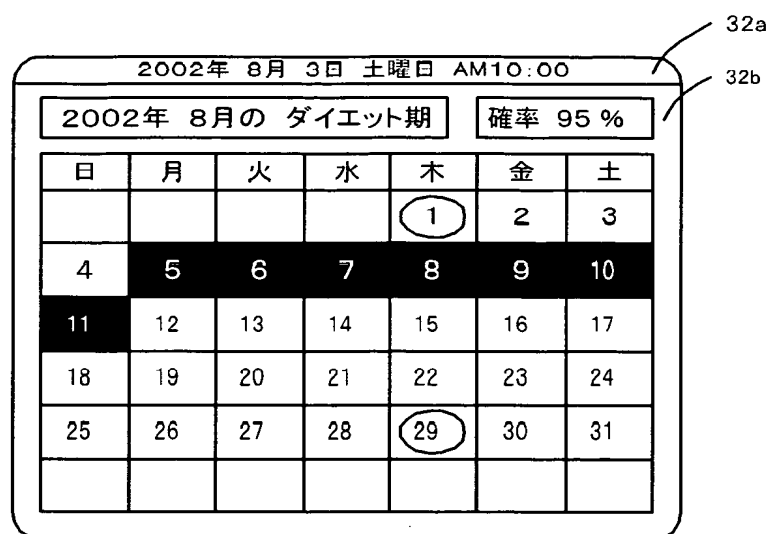 32a
2002年 8月 3日 土曜日 AM10:00
32b
2002年 8月の ダイエット期 確率 95 %
日 月 火 水 木 金 土
1 2 3
4 5 6 7 8 9 10
11 12 13 14 15 16 17
18 19 20 21 22 23 24
25 26 27 28 29 30 31